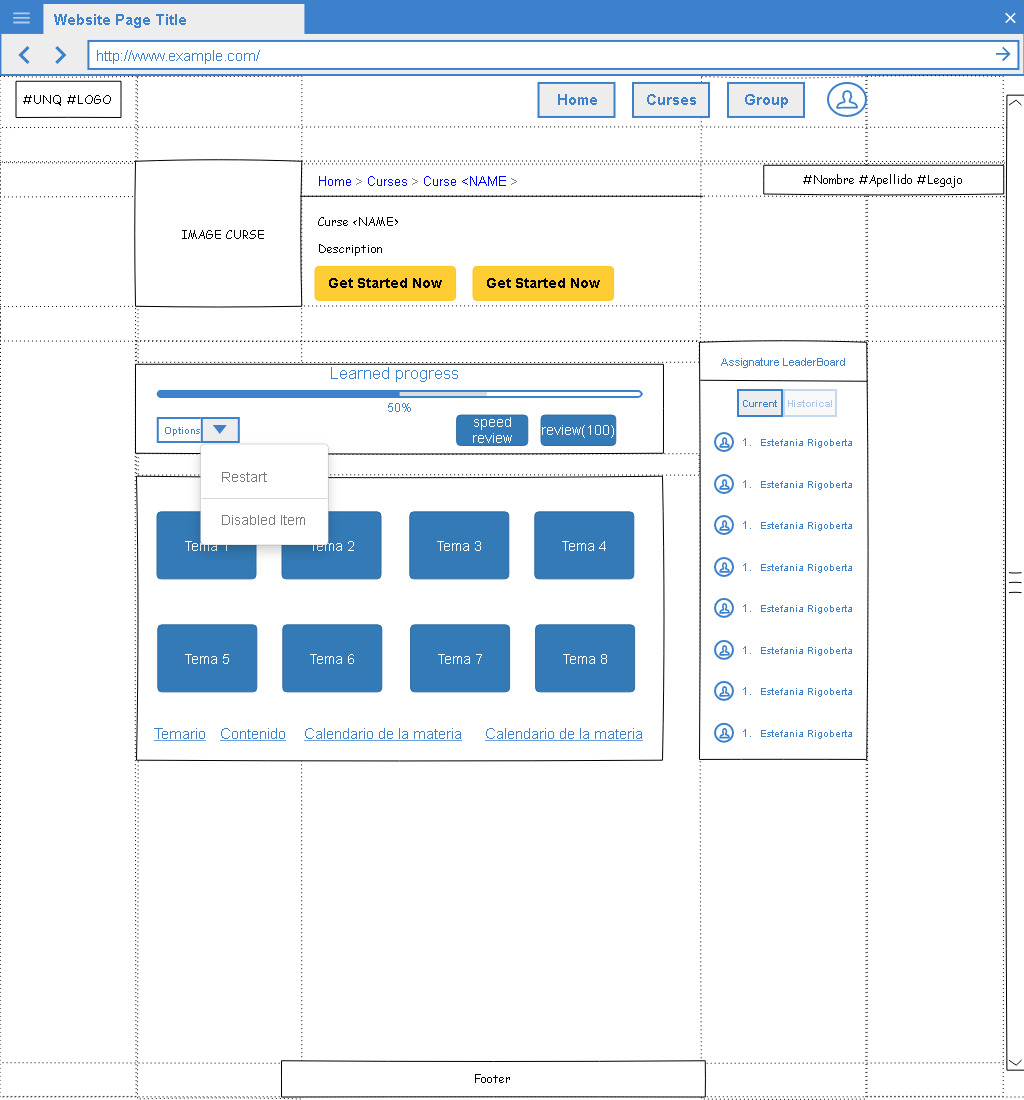 Website Page Title
http://www.example.com/
#UNQ #LOGO
Home
Curses
Group
Home > Curses > Curse <NAME >
#Nombre #Apellido #Legajo
IMAGE CURSE
Curse <NAME>
Description
Get Started Now
Get Started Now
Learned progress
50%
Options
speed
review
review(100)
Restart
Disabled Item
Tema 1
Tema 2
Tema 3
Tema 4
Tema 5
Tema 6
Tema 7
Tema 8
Temario
Contenido
Calendario de la materia
Calendario de la materia
Assignature LeaderBoard
Current
Historical
1. Estefania Rigoberta
1. Estefania Rigoberta
1. Estefania Rigoberta
1. Estefania Rigoberta
1. Estefania Rigoberta
1. Estefania Rigoberta
1. Estefania Rigoberta
1. Estefania Rigoberta
Footer